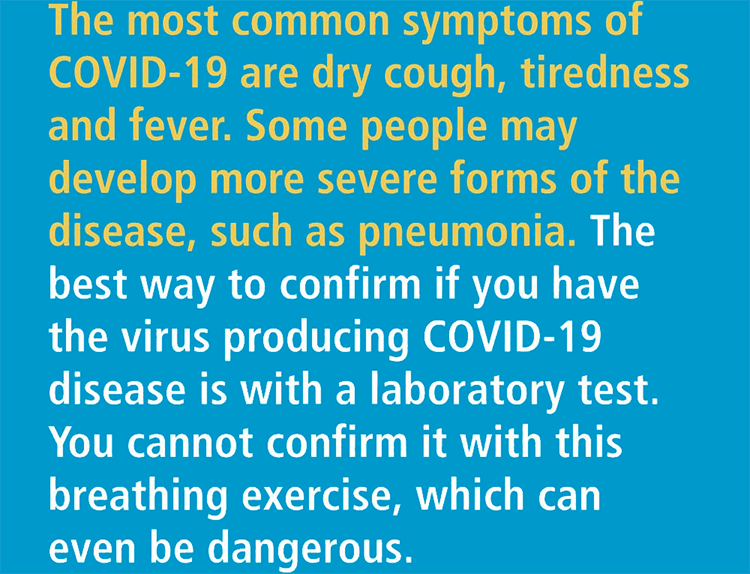 The most common symptoms of
COVID-19 are dry cough, tiredness
and fever. Some people may
develop more severe forms of the
disease, such as pneumonia. The
best way to confirm if you have
the virus producing COVID-19
disease is with a laboratory test.
You cannot confirm it with this
breathing exercise, which can
even be dangerous.